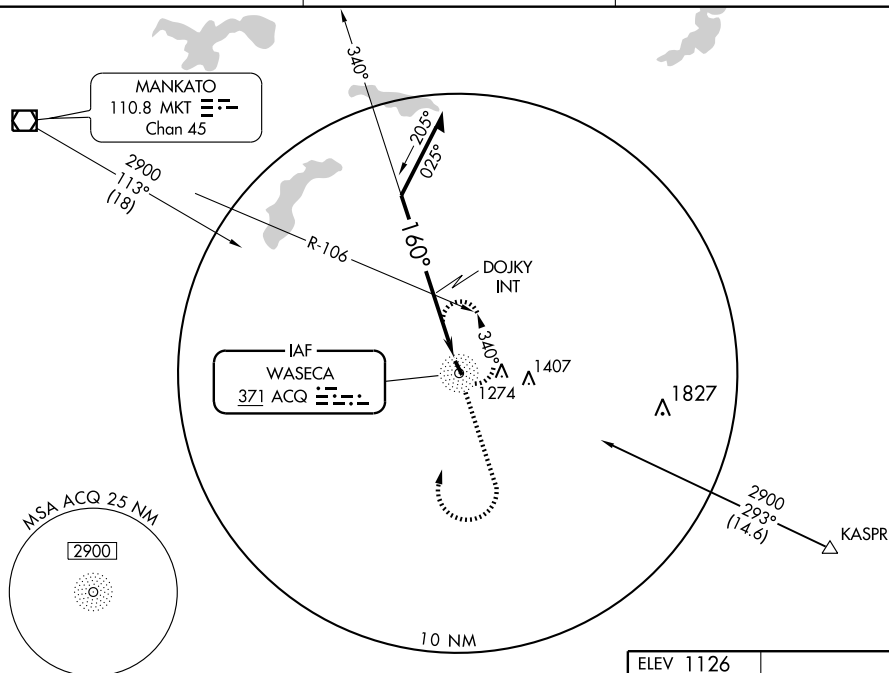 340°
MANKATO
110.8 MKT
Chan 45
205°
025°
2900
113°
(18)
R-106
160°
DOJKY
INT
340°
IAF
WASECA
371 ACQ
1274
1407
1827
2900
293°
(14.6)
KASPR
MSA ACQ 25 NM
2900
10 NM
ELEV 1126